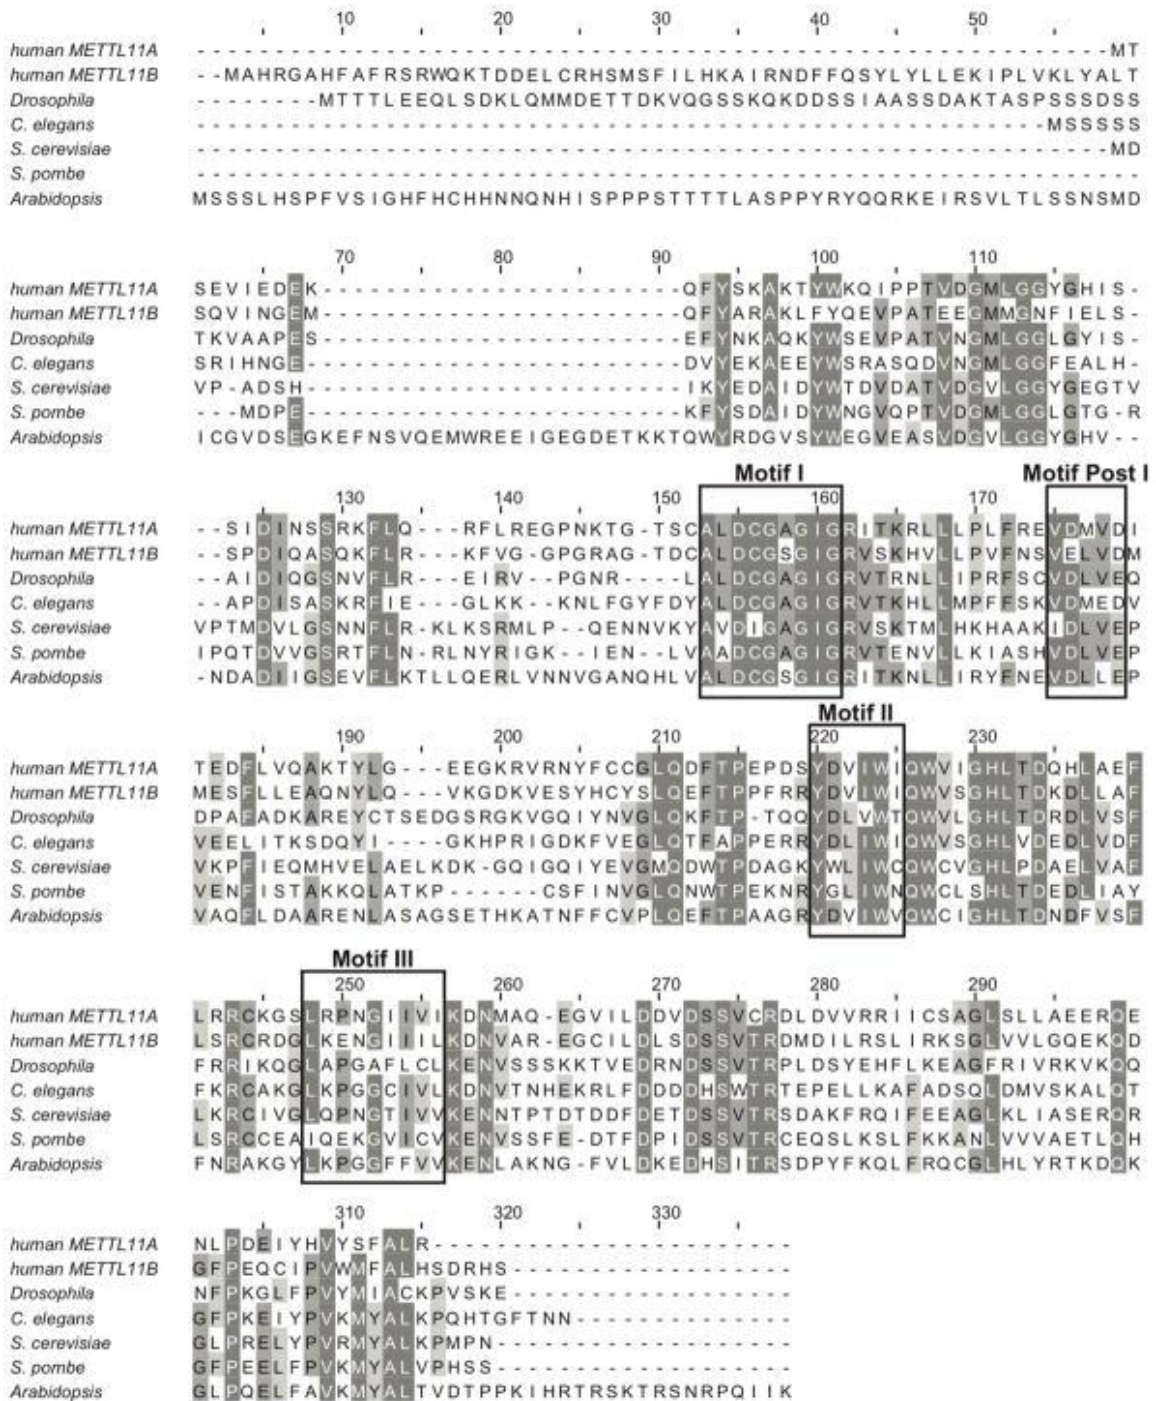 10 20 30 40 50
human METTL11A ----------------------------------------------------------MT
human METTL11B --MAHRGAHFAFRSRWQKTDDELCRHSMSFILHKAIRNDFFQSYLYLLEKIPLVKLYALT
Drosophila --------MTTTLEEQLSDKLQMMDETTDKVQGSSKQKDDSSIAASSDAKTASPSSSDSS
C. elegans ------------------------------------------------------MSSSSS
S. cerevisiae ----------------------------------------------------------MD
S. pombe ------------------------------------------------------------
Arabidopsis MSSSLHSPFVSIGHFHCHHNNQNHISPPPSTTTTLASPPYRYQQRKEIRSVLTLSSNSMD
70 80 90 100 110
human METTL11A SEVIEDEK-----------------------QFYSKAKTYWKQIPPTVDGMLGGYGHIS-
human METTL11B SQVINGEM-----------------------QFYARAKLFYQEVPATEEGMMGNFIELS-
Drosophila TKVAAPES-----------------------EFYNKAQKYWSEVPATVNGMLGGLGYIS-
C. elegans SRIHNGE------------------------DVYEKAEEYWSRASQDVNGMLGGFEALH-
S. cerevisiae VP-ADSH------------------------IKYEDAIDYWTDVDATVDGVLGGYGEGTV
S. pombe ---MDPE------------------------KFYSDAIDYWNGVQPTVDGMLGGLGTG-R
Arabidopsis ICGVDSEGKEFNSVQEMWREEIGEGDETKKTQWYRDGVSYWEGVEASVDGVLGGYGHV--
Motif I Motif Post I
130 140 150 160 170
human METTL11A --SIDINSSRKFLQ---RFLREGPNKTG-TSCALDCGAGIGRITKRLLLPLFREVDMVDI
human METTL11B --SPDIQASQKFLR---KFVG-GPGRAG-TDCALDCGSGIGRVSKHVLLPVFNSVELVDM
Drosophila --AIDIQGSNVFLR---EIRV--PGNR---LALDCGAGIGRVTRNLLIPRFSCVDLVEQ
C. elegans --APDISASKRFIE---GLKK--KNLFGYFDYALDCGAGIGRVTKHLLMPFFSKVDMEDV
S. cerevisiae VPTMDVLGSNNFLR-KLKSRMLP--QENNVKYAVDIGAGIGRVSKTMLHKHAAKIDLVEP
S. pombe IPQTDVVGSRTFLN-RLNYRIGK--IEN--LVAADCGAGIGRVTENVLLKIASHVDLVEP
Arabidopsis -NDADIIGSEVFLKTLLQERLVNNVGANQHLVALDCGSGIGRITKNLLIRYFNEVDLLEP
Motif II
190 200 210 220 230
human METTL11A TEDFLVQAKTYLG---EEGKRVRNYFCCGLQDFTPEPDSYDVIWIQWVIGHLTDQHLAEF
human METTL11B MESFLLEAQNYLQ---VKGDKVESYHCYSLQEFTPPFRRYDVIWIQWVSGHLTDKDLLAF
Drosophila DPAFADKAREYCTSEDGSRGKVGQIYNVGLQKFTP-TQQYDLVWTQWVLGHLTDRDLVSF
C. elegans VEELITKSDQYI----GKHPRIGDKFVEGLQTFAPPERRYDLIWIQWVSGHLVDEDLVDF
S. cerevisiae VKPFIEQMHVELAELKDK-GQIGQIYEVGMQDWTPDAGKYWLIWCQWCVGHLPDAELVAF
S. pombe VENFISTAKKQLATKP------CSFINVGLQNWTPEKNRYGLIWNQWCLSHLTDEDLIAY
Arabidopsis VAQFLDAARENLASAGSETHKATNFFCVPLQEFTPAAGRYDVIWVQWCIGHLTDNDFVSF
Motif III
250 260 270 280 290
human METTL11A LRRCKGSLRPNGIIVIKDNMAQ-EGVILDDVDSSVCRDLDVVRRIICSAGLSLLAEERQE
human METTL11B LSRCRDGLKENGIIILKDNVAR-EGCILDLSDSSVTRDMDILRSLIRKSGLVVLGQEKQD
Drosophila FRRIKQGLAPGAFLCLKENVSSSKKTVEDRNDSSVTRPLDSYEHFLKEAGFRIVRKVKQQ
C. elegans FKRCAKGLKPGGCIVLKDNVTNHEKRLFDDDDHSWTRTEPELLKAFADSQLDMVSKALQT
S. cerevisiae LKRCIVGLQPNGTIVVKENNTPTDTDDFDETDSSVTRSDAKFRQIFEEAGLKLIASERQR
S. pombe LSRCCEAIQEKGVICVKENVSSFE-DTFDPIDSSVTRCEQSLKSLFKKANLVVVAETLQH
Arabidopsis FNRAKGYLKPGGFFVVKENLAKNG-FVLDKEDHSITRSDPYFKQLFRQCGLHLYRTKDQK
310 320 330
human METTL11A NLPDEIYHVYSFALR-----------------------
human METTL11B GFPEQCIPVWMFALHSDRHS------------------
Drosophila NFPKGLFPVYMIACKPVSKE------------------
C. elegans GFPKEIYPVKMYALKPQHTGFTNN--------------
S. cerevisiae GLPRELYPVRMYALKPMPN-------------------
S. pombe GFPEELFPVKMYALVPHSS-------------------
Arabidopsis GLPQELFAVKMYALTVDTPPKIHRTRSKTRSNRPQIIK